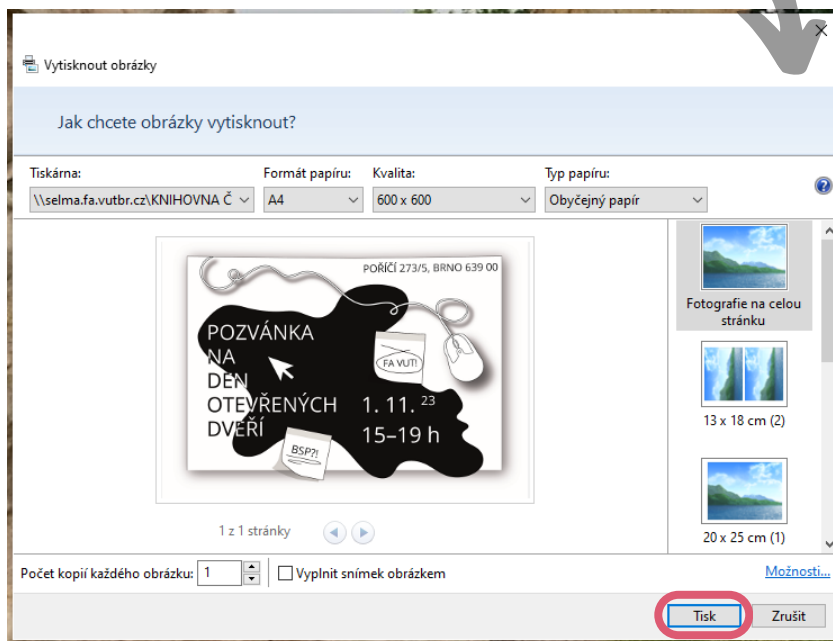 Vytisknout obrázky
Jak chcete obrázky vytisknout?
Tiskárna: Formát papíru: Kvalita: Typ papíru:
\\selma.fa.vutbr.cz\KNIHOVNA Č A4 600 x 600 Obyčejný papír
POŘÍČÍ 273/5, BRNO 639 00
POZVÁNKA
NA
DEN
OTEVŘENÝCH
DVEŘÍ
FA VUT!
1. 11. 23
15–19 h
BSP?!
Fotografie na celou
stránku
13 x 18 cm (2)
20 x 25 cm (1)
1 z 1 stránky
Počet kopií každého obrázku: 1 Vyplnit snímek obrázkem Možnosti...
Tisk Zrušit